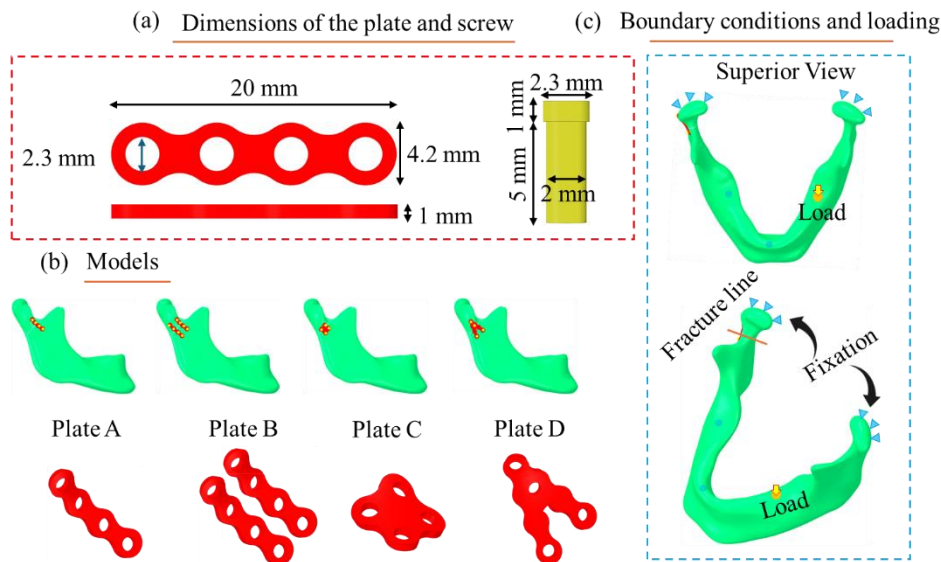 (a) Dimensions of the plate and screw
20 mm
2.3 mm
4.2 mm
1 mm
2.3 mm
1 mm
5 mm
2 mm
(b) Models
Plate A
Plate B
Plate C
Plate D
(c) Boundary conditions and loading
Superior View
Load
Fracture line
Fixation
Load